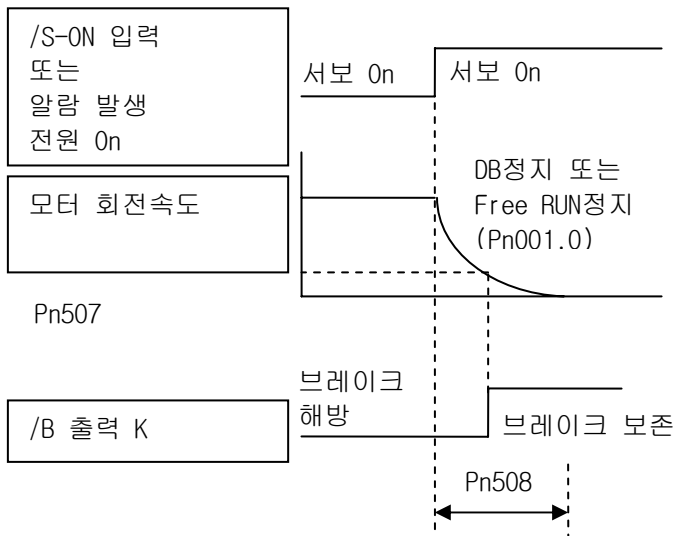 /S-ON 입력
또는
알람 발생
전원 On
서보 On
서보 On
DB정지 또는
Free RUN정지
(Pn001.0)
모터 회전속도
Pn507
브레이크
해방
/B 출력 K
브레이크 보존
Pn508